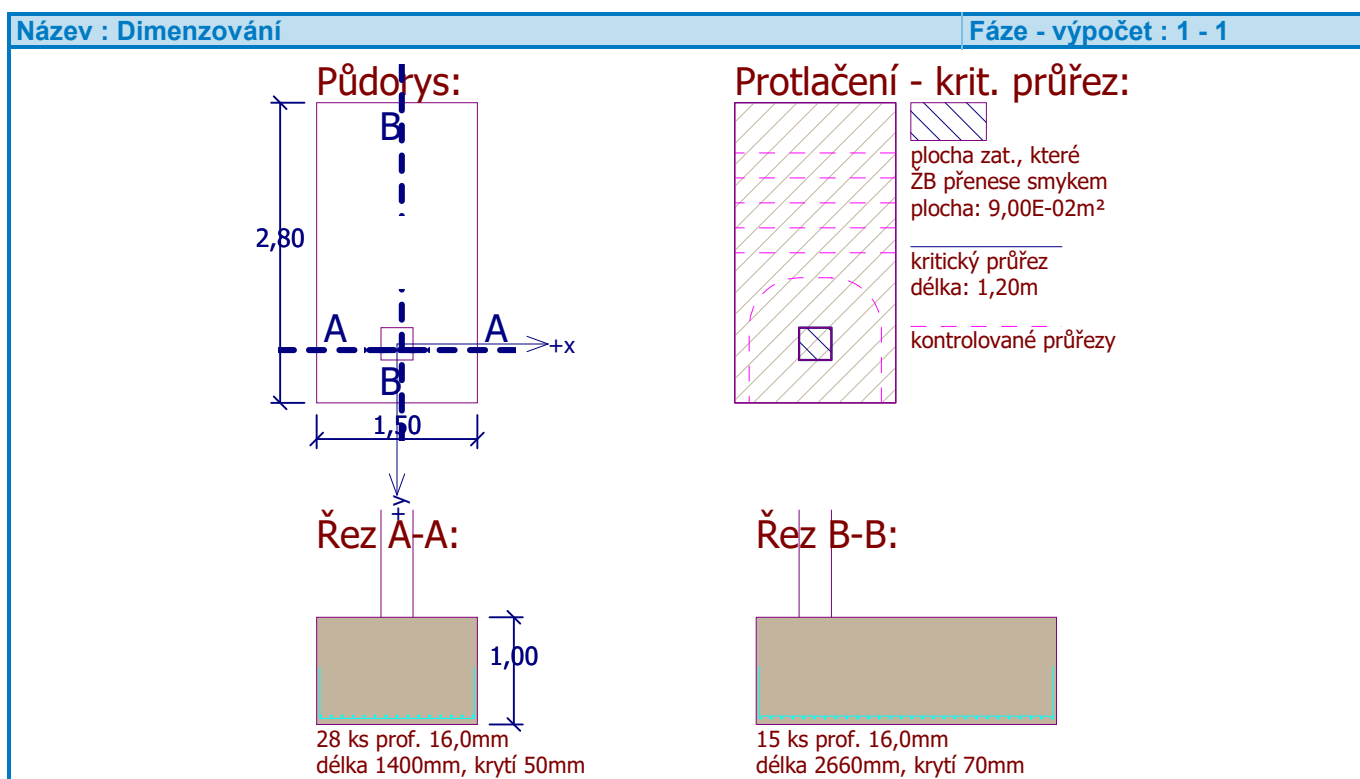 Název : Dimenzování
Fáze - výpočet : 1 - 1
Půdorys:
B
2,80
A
A
+x
B
1,50
+y
Protlačení - krit. průřez:
plocha zat., které
ŽB přenese smykem
plocha: 9,00E-02m²
kritický průřez
délka: 1,20m
kontrolované průřezy
Řez A-A:
1,00
28 ks prof. 16,0mm
délka 1400mm, krytí 50mm
Řez B-B:
15 ks prof. 16,0mm
délka 2660mm, krytí 70mm